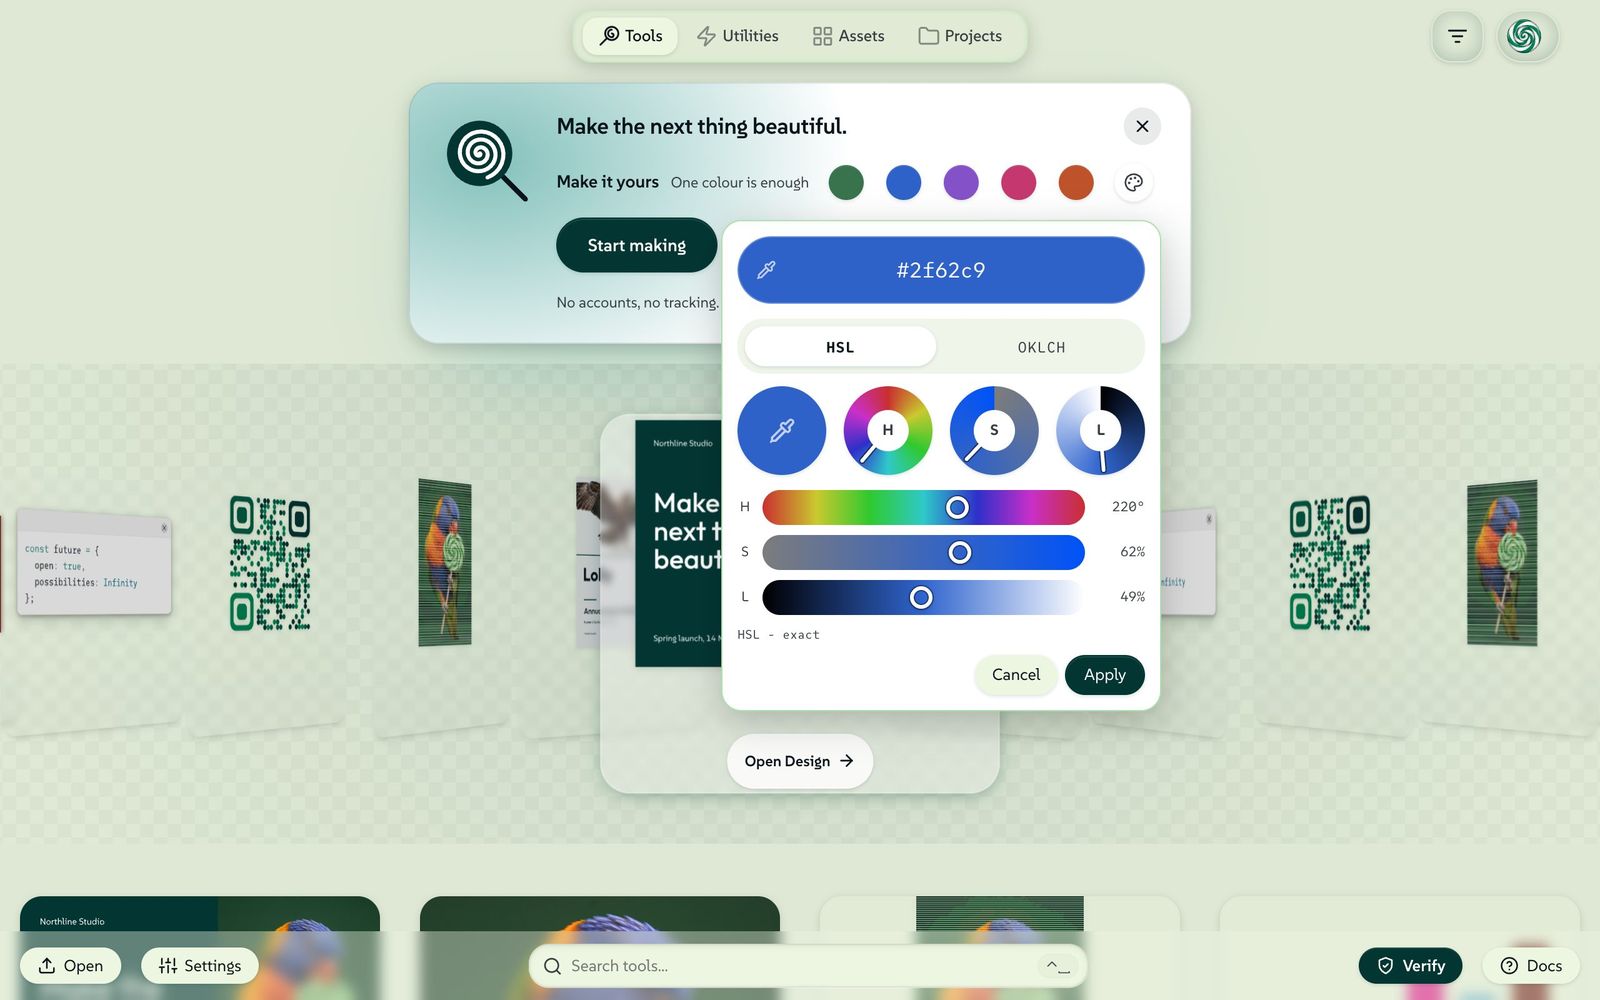 Tools
Utilities
Assets
Projects
Make the next thing beautiful.
Make it yours One colour is enough
Start making
No accounts, no tracking.
#2f62c9
HSL
OKLCH
H
S
L
H 220°
S 62%
L 49%
HSL - exact
Cancel
Apply
const future = {
open: true,
possibilities: Infinity
};
Northline Studio
Make
next t
beaut
Spring launch, 14
Open Design
Northline Studio
Open
Settings
Search tools...
Verify
Docs